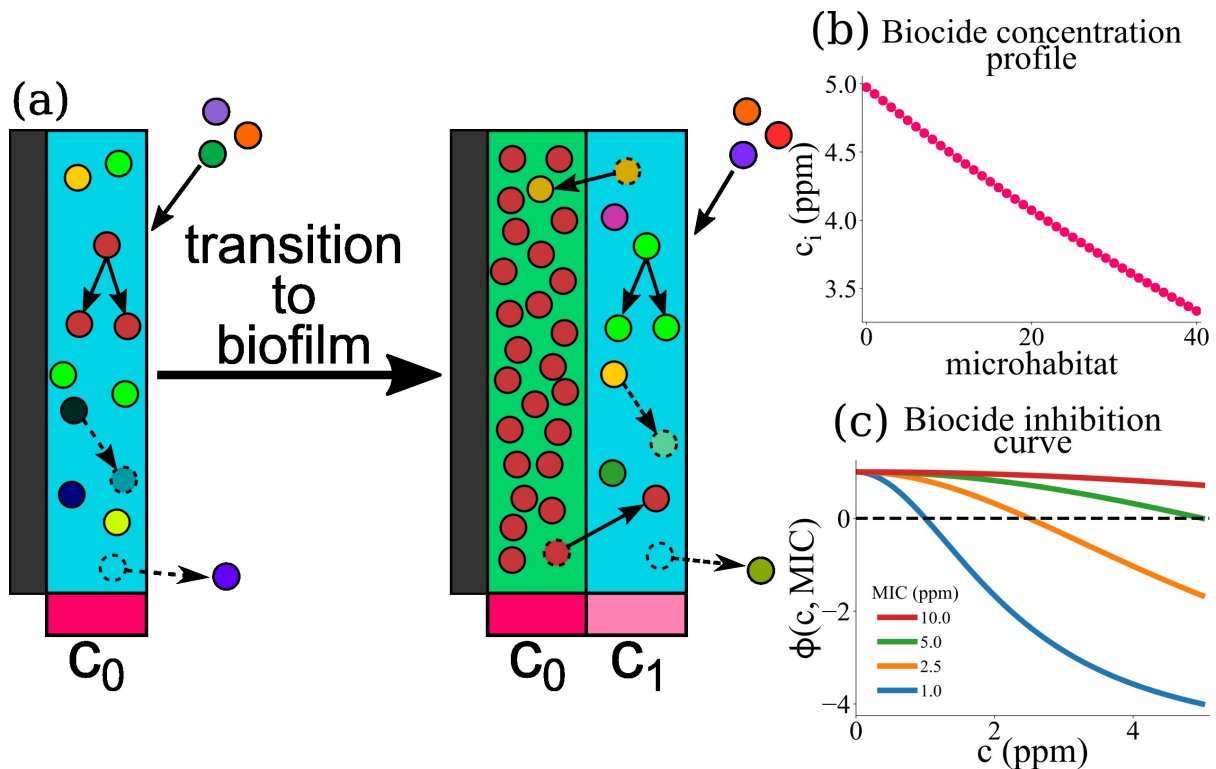 (a)
transition
to
biofilm
c₀
c₀ c₁
(b) Biocide concentration
profile
5.0
4.5
4.0
3.5
cᵢ (ppm)
0 20 40
microhabitat
(c) Biocide inhibition
curve
0
−2
−4
ϕ(c, MIC)
MIC (ppm)
10.0
5.0
2.5
1.0
0 2 4
c (ppm)